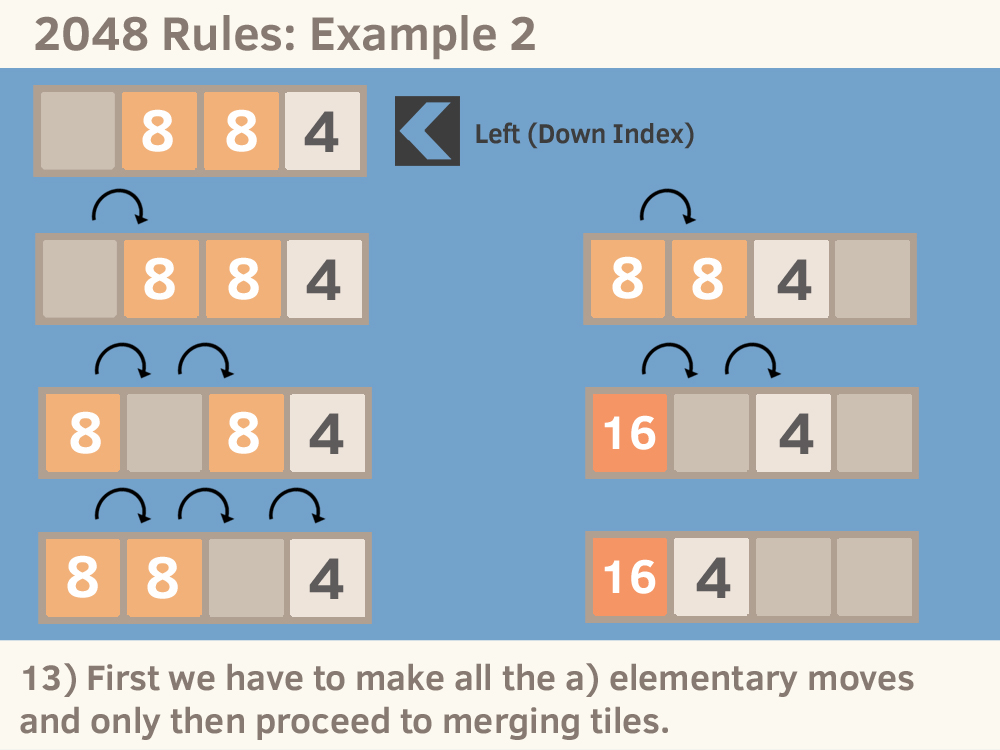 2048 Rules: Example 2
8 8 4
Left (Down Index)
8 8 4
8 8 4
8 8 4
16 4
8 8 4
16 4
13) First we have to make all the a) elementary moves
and only then proceed to merging tiles.